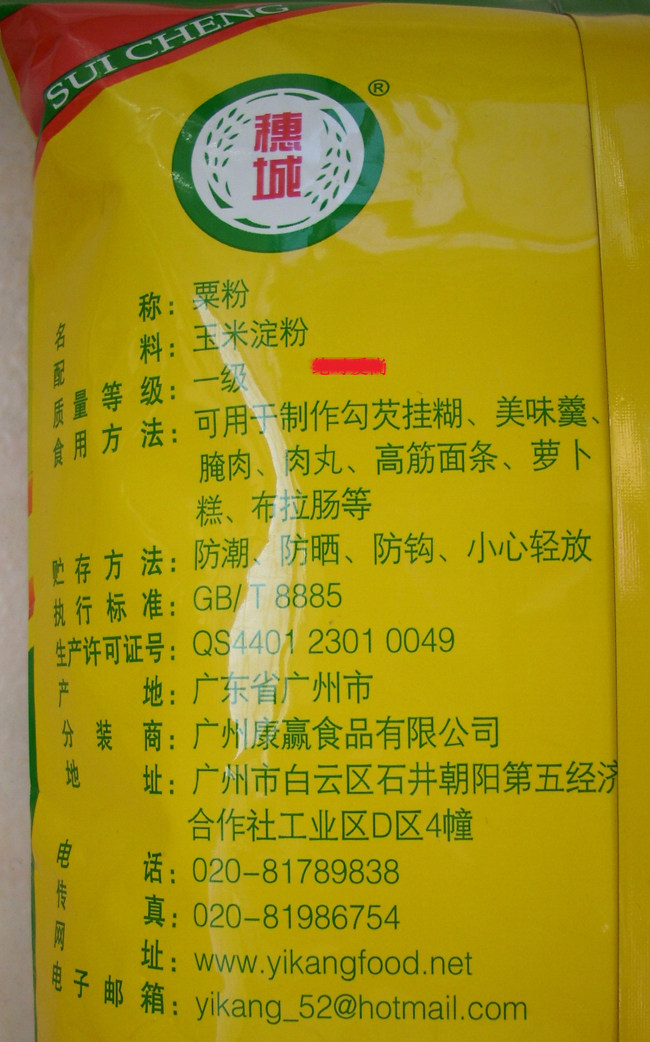 SUI CHENG
®
穗
城
名称：粟粉
配料：玉米淀粉
质量等级：一级
食用方法：可用于制作勾芡挂糊、美味羹、
腌肉、肉丸、高筋面条、萝卜
糕、布拉肠等
贮存方法：防潮、防晒、防钩、小心轻放
执行标准：GB/T 8885
生产许可证号：QS4401 2301 0049
产地：广东省广州市
分装商：广州康赢食品有限公司
地址：广州市白云区石井朝阳第五经济
合作社工业区D区4幢
电话：020-81789838
传真：020-81986754
网址：www.yikangfood.net
电子邮箱：yikang_52@hotmail.com